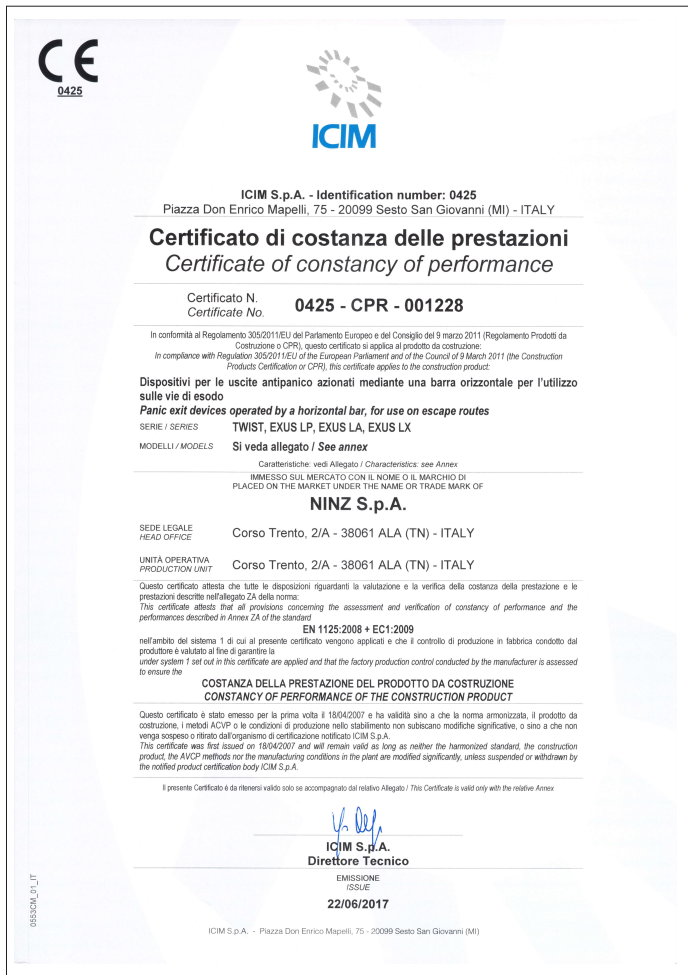 CE
0425
ICIM
ICIM S.p.A. - Identification number: 0425
Piazza Don Enrico Mapelli, 75 - 20099 Sesto San Giovanni (MI) - ITALY
Certificato di costanza delle prestazioni
Certificate of constancy of performance
Certificato N.
Certificate No.
0425 - CPR - 001228
In conformità al Regolamento 305/2011/EU del Parlamento Europeo e del Consiglio del 9 marzo 2011 (Regolamento Prodotti da
Costruzione o CPR), questo certificato si applica al prodotto da costruzione:
In compliance with Regulation 305/2011/EU of the European Parliament and of the Council of 9 March 2011 (the Construction
Products Certification or CPR), this certificate applies to the construction product:
Dispositivi per le uscite antipanico azionati mediante una barra orizzontale per l'utilizzo
sulle vie di esodo
Panic exit devices operated by a horizontal bar, for use on escape routes
SERIE / SERIES TWIST, EXUS LP, EXUS LA, EXUS LX
MODELLI / MODELS Si veda allegato / See annex
Caratteristiche: vedi Allegato / Characteristics: see Annex
IMMESSO SUL MERCATO CON IL NOME O IL MARCHIO DI
PLACED ON THE MARKET UNDER THE NAME OR TRADE MARK OF
NINZ S.p.A.
SEDE LEGALE
HEAD OFFICE
Corso Trento, 2/A - 38061 ALA (TN) - ITALY
UNITÀ OPERATIVA
PRODUCTION UNIT
Corso Trento, 2/A - 38061 ALA (TN) - ITALY
Questo certificato attesta che tutte le disposizioni riguardanti la valutazione e la verifica della costanza della prestazione e le
prestazioni descritte nell'allegato ZA della norma:
This certificate attests that all provisions concerning the assessment and verification of constancy of performance and the
performances described in Annex ZA of the standard
EN 1125:2008 + EC1:2009
nell'ambito del sistema 1 di cui al presente certificato vengono applicati e che il controllo di produzione in fabbrica condotto dal
produttore è valutato al fine di garantire la
under system 1 set out in this certificate are applied and that the factory production control conducted by the manufacturer is assessed
to ensure the
COSTANZA DELLA PRESTAZIONE DEL PRODOTTO DA COSTRUZIONE
CONSTANCY OF PERFORMANCE OF THE CONSTRUCTION PRODUCT
Questo certificato è stato emesso per la prima volta il 18/04/2007 e ha validità sino a che la norma armonizzata, il prodotto da
costruzione, i metodi ACVP o le condizioni di produzione nello stabilimento non subiscano modifiche significative, o sino a che non
venga sospeso o ritirato dall'organismo di certificazione notificato ICIM S.p.A.
This certificate was first issued on 18/04/2007 and will remain valid as long as neither the harmonized standard, the construction
product, the AVCP methods nor the manufacturing conditions in the plant are modified significantly, unless suspended or withdrawn by
the notified product certification body ICIM S.p.A.
Il presente Certificato è da ritenersi valido solo se accompagnato dal relativo Allegato / This Certificate is valid only with the relative Annex
ICIM S.p.A.
Direttore Tecnico
EMISSIONE
ISSUE
22/06/2017
0553CM_01_IT
ICIM S.p.A. - Piazza Don Enrico Mapelli, 75 - 20099 Sesto San Giovanni (MI)